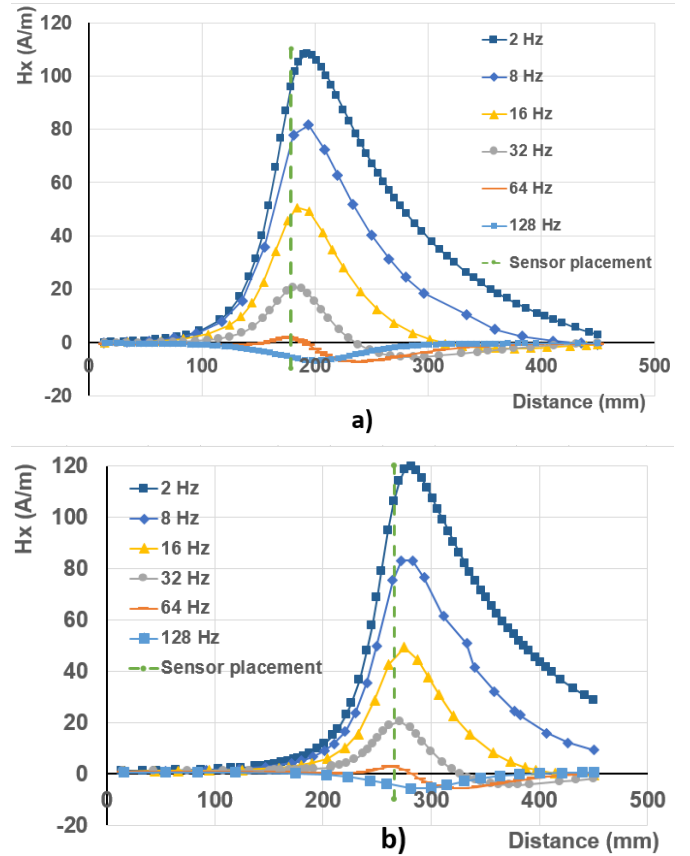 Hx (A/m)
120
100
80
60
40
20
0
-20
0
100
200
300
400
500
2 Hz
8 Hz
16 Hz
32 Hz
64 Hz
128 Hz
Sensor placement
Distance (mm)
a)
Hx (A/m)
120
100
80
60
40
20
0
-20
0
100
200
300
400
500
2 Hz
8 Hz
16 Hz
32 Hz
64 Hz
128 Hz
Sensor placement
Distance (mm)
b)